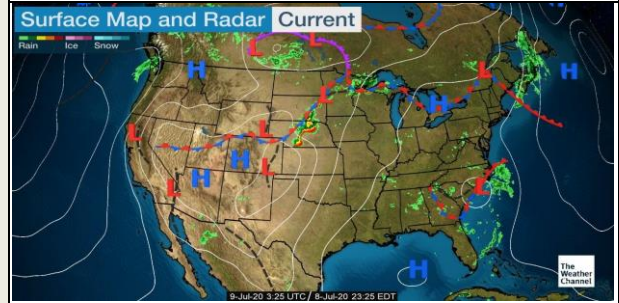 Surface Map and Radar Current
Rain Ice Snow
L
L
L
H
H
L
L
H
L
L
H
L
H
L
H
L
H
The
Weather
Channel
9-Jul-20 3:25 UTC / 8-Jul-20 23:25 EDT